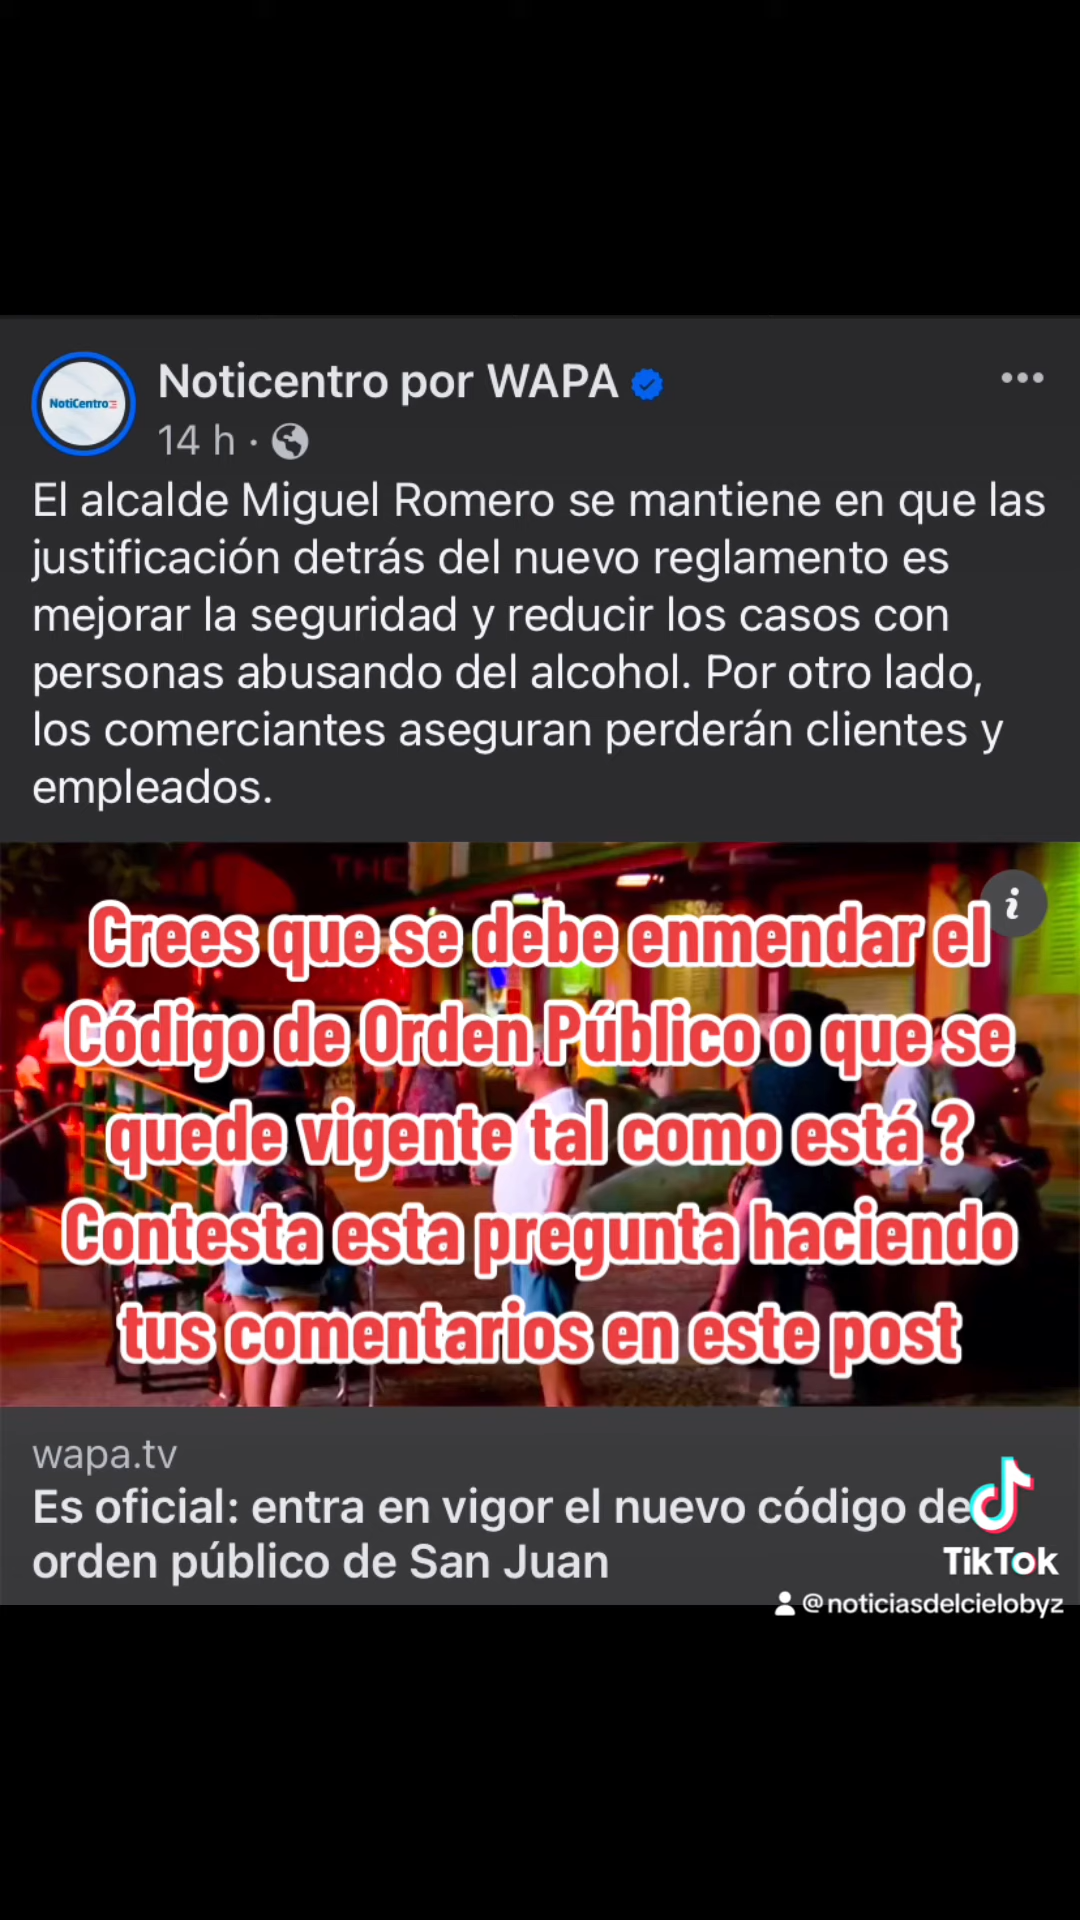 NotiCentro
Noticentro por WAPA
14 h ·
El alcalde Miguel Romero se mantiene en que las
justificación detrás del nuevo reglamento es
mejorar la seguridad y reducir los casos con
personas abusando del alcohol. Por otro lado,
los comerciantes aseguran perderán clientes y
empleados.
THE
i
Crees que se debe enmendar el
Código de Orden Público o que se
quede vigente tal como está ?
Contesta esta pregunta haciendo
tus comentarios en este post
wapa.tv
Es oficial: entra en vigor el nuevo código de
orden público de San Juan
TikTok
@noticiasdelcielobyz